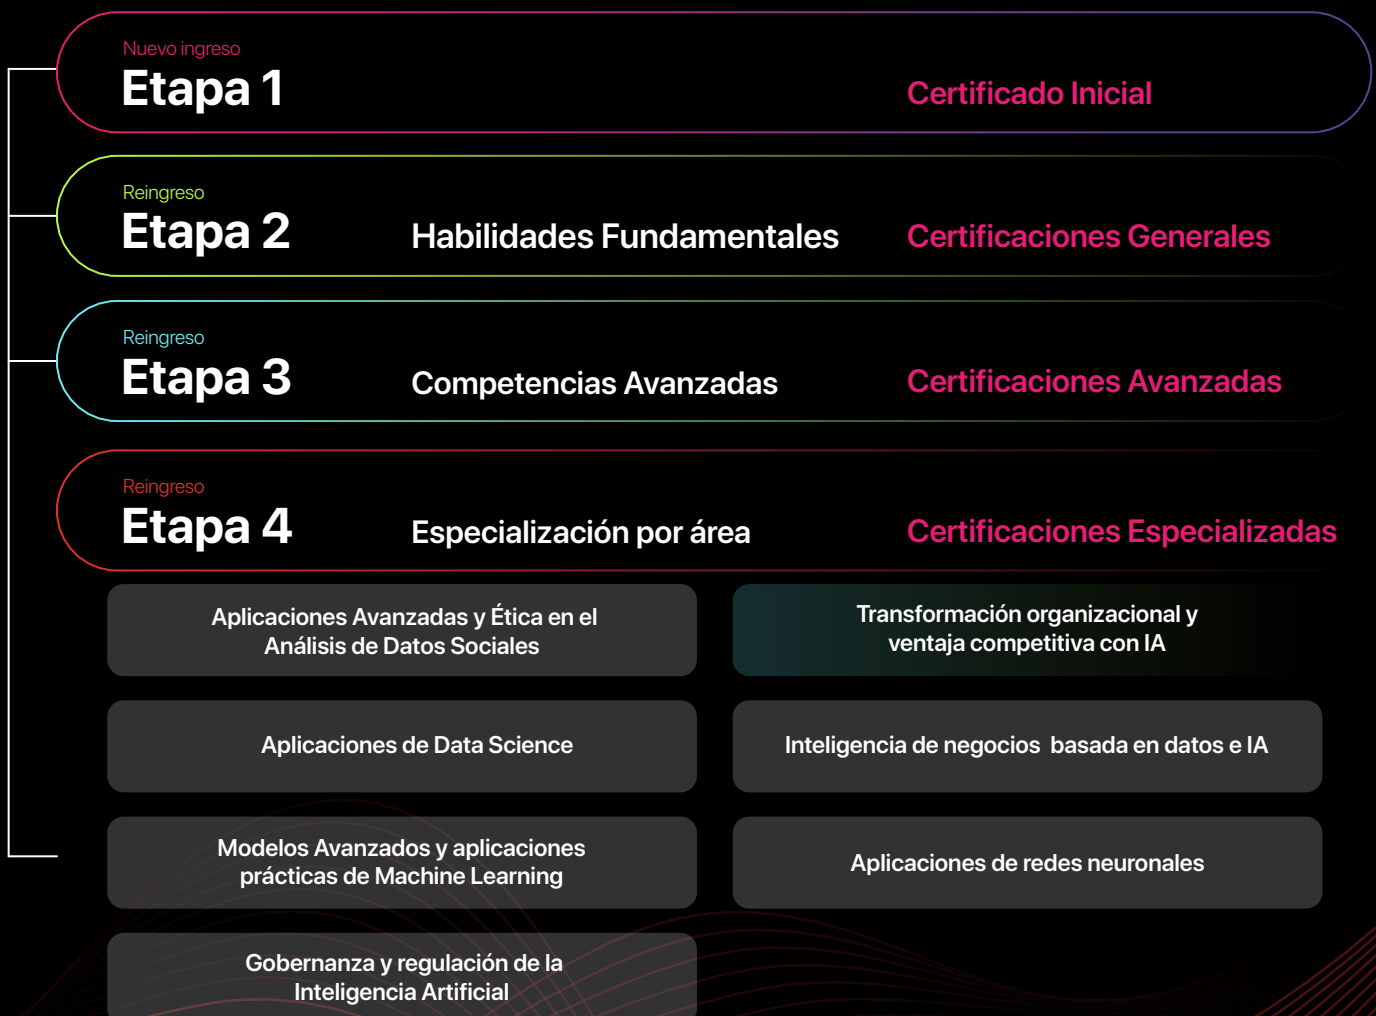 Nuevo ingreso
Etapa 1
Certificado Inicial
Reingreso
Etapa 2
Habilidades Fundamentales
Certificaciones Generales
Reingreso
Etapa 3
Competencias Avanzadas
Certificaciones Avanzadas
Reingreso
Etapa 4
Especialización por área
Certificaciones Especializadas
Aplicaciones Avanzadas y Ética en el
Análisis de Datos Sociales
Transformación organizacional y
ventaja competitiva con IA
Aplicaciones de Data Science
Inteligencia de negocios  basada en datos e IA
Modelos Avanzados y aplicaciones
prácticas de Machine Learning
Aplicaciones de redes neuronales
Gobernanza y regulación de la
Inteligencia Artificial